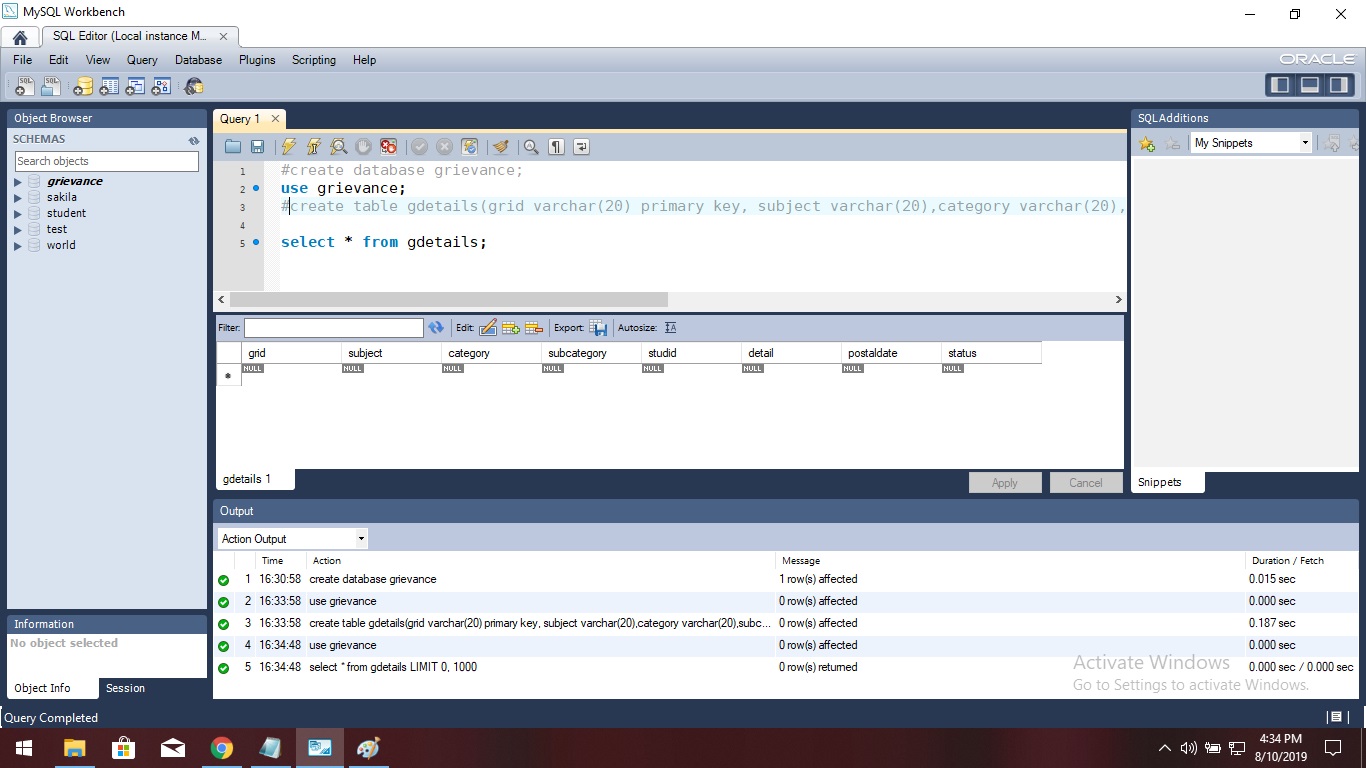 MySQL Workbench
SQL Editor (Local instance M...
File Edit View Query Database Plugins Scripting Help
ORACLE
Object Browser
SCHEMAS
Search objects
grievance
sakila
student
test
world
Information
No object selected
Object Info Session
Query 1
1 #create database grievance;
2 use grievance;
3 #create table gdetails(grid varchar(20) primary key, subject varchar(20),category varchar(20),
4
5 select * from gdetails;
Filter: Edit: Export: Autosize:
grid subject category subcategory studid detail postaldate status
NULL NULL NULL NULL NULL NULL NULL NULL
gdetails 1
Apply Cancel
SQLAdditions
My Snippets
Snippets
Output
Action Output
Time Action Message Duration / Fetch
1 16:30:58 create database grievance 1 row(s) affected 0.015 sec
2 16:33:58 use grievance 0 row(s) affected 0.000 sec
3 16:33:58 create table gdetails(grid varchar(20) primary key, subject varchar(20),category varchar(20),subc... 0 row(s) affected 0.187 sec
4 16:34:48 use grievance 0 row(s) affected 0.000 sec
5 16:34:48 select * from gdetails LIMIT 0, 1000 0 row(s) returned 0.000 sec / 0.000 sec
Activate Windows
Go to Settings to activate Windows.
Query Completed
4:34 PM
8/10/2019